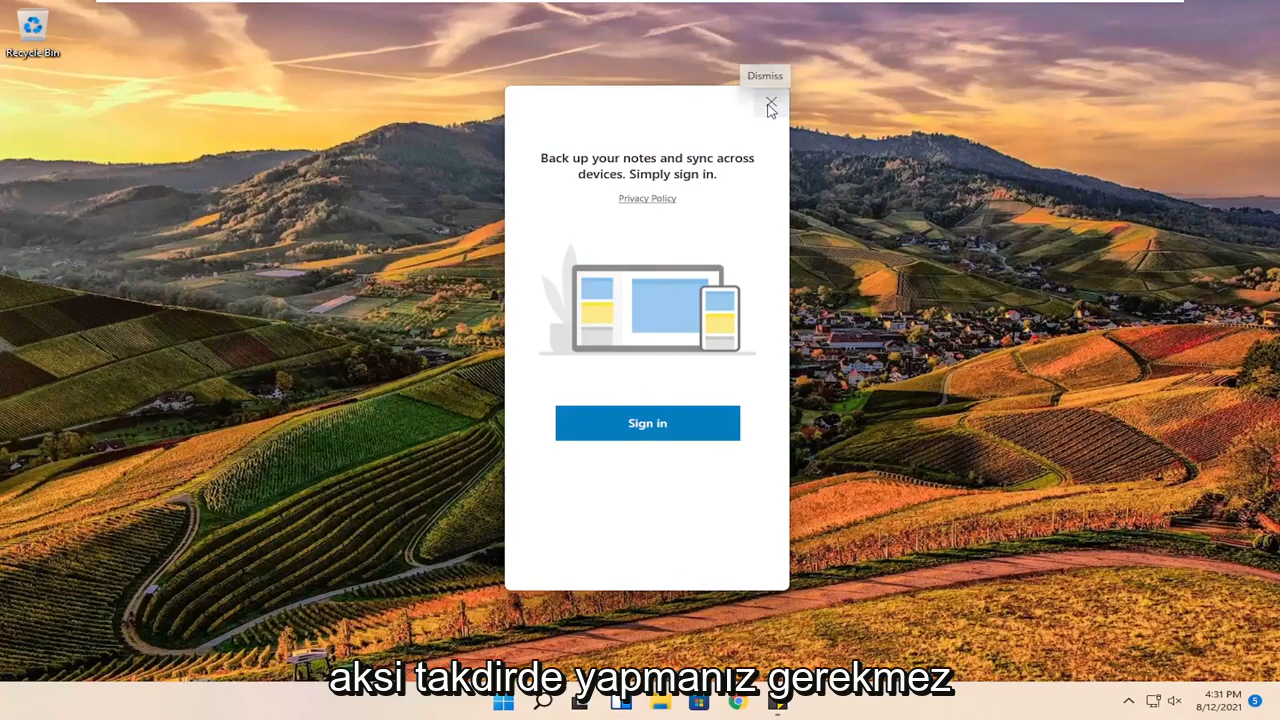 Recycle Bin
Dismiss
Back up your notes and sync across
devices. Simply sign in.
Privacy Policy
Sign in
aksi takdirde yapmanız gerekmez
4:31 PM
8/12/2021
5